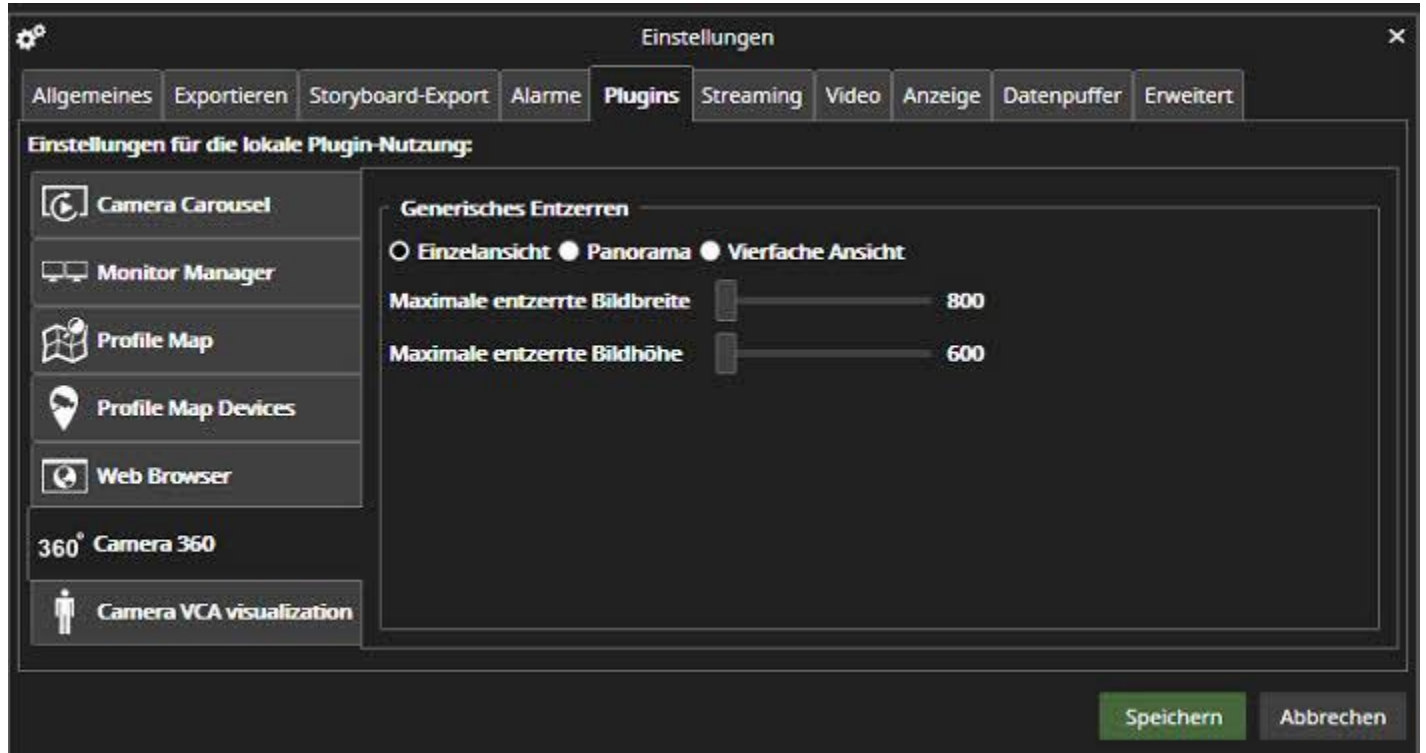 Einstellungen
Allgemeines Exportieren Storyboard-Export Alarme Plugins Streaming Video Anzeige Datenpuffer Erweitert
Einstellungen für die lokale Plugin-Nutzung:
Camera Carousel
Monitor Manager
Profile Map
Profile Map Devices
Web Browser
360° Camera 360
Camera VCA visualization
Generisches Entzerren
Einzelansicht Panorama Vierfache Ansicht
Maximale entzerrte Bildbreite 800
Maximale entzerrte Bildhöhe 600
Speichern Abbrechen